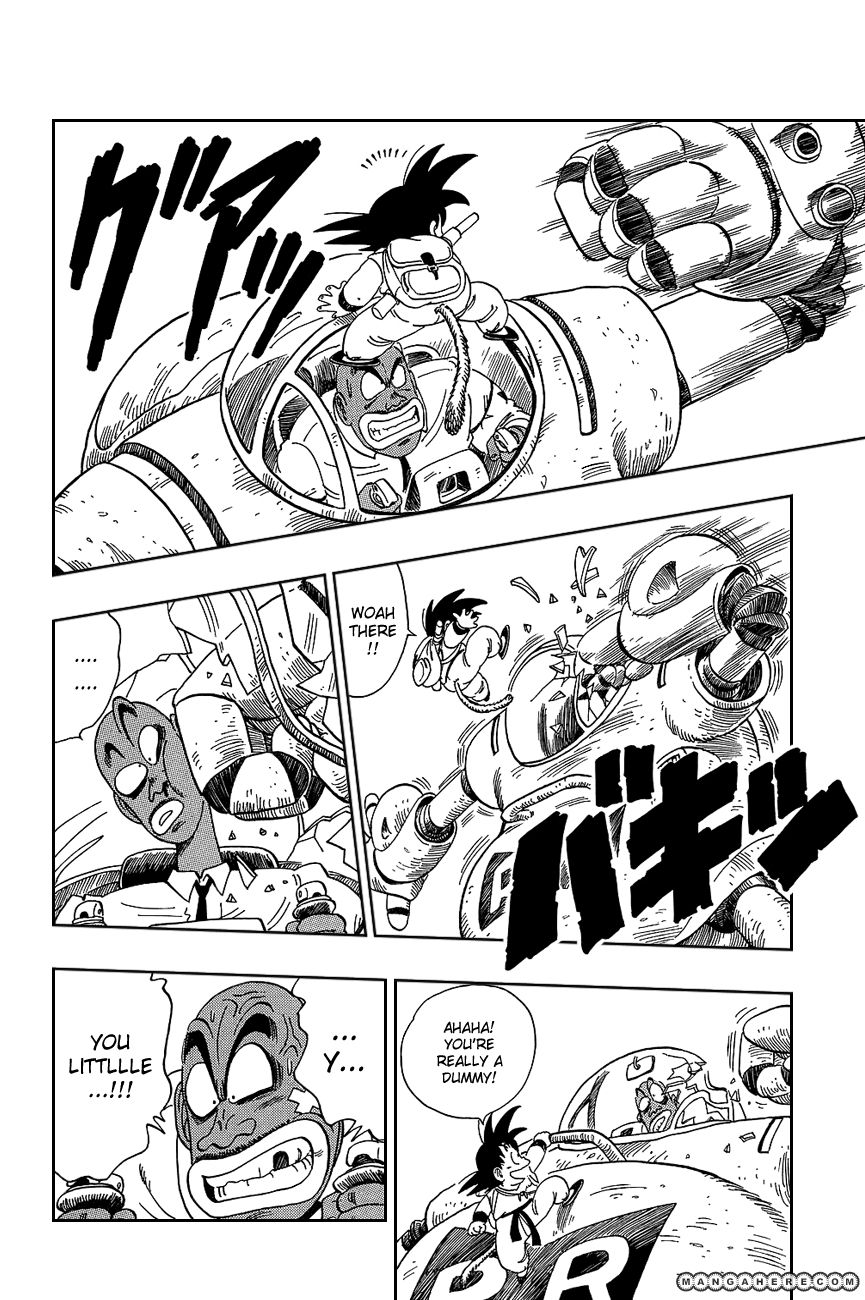 グアッ
WOAH
THERE
!!
....
....
バキッ
R
AHAHA!
YOU'RE
REALLY A
DUMMY!
...
Y...
YOU
LITTLLLE
...!!!
RR
MANGAHERE.COM